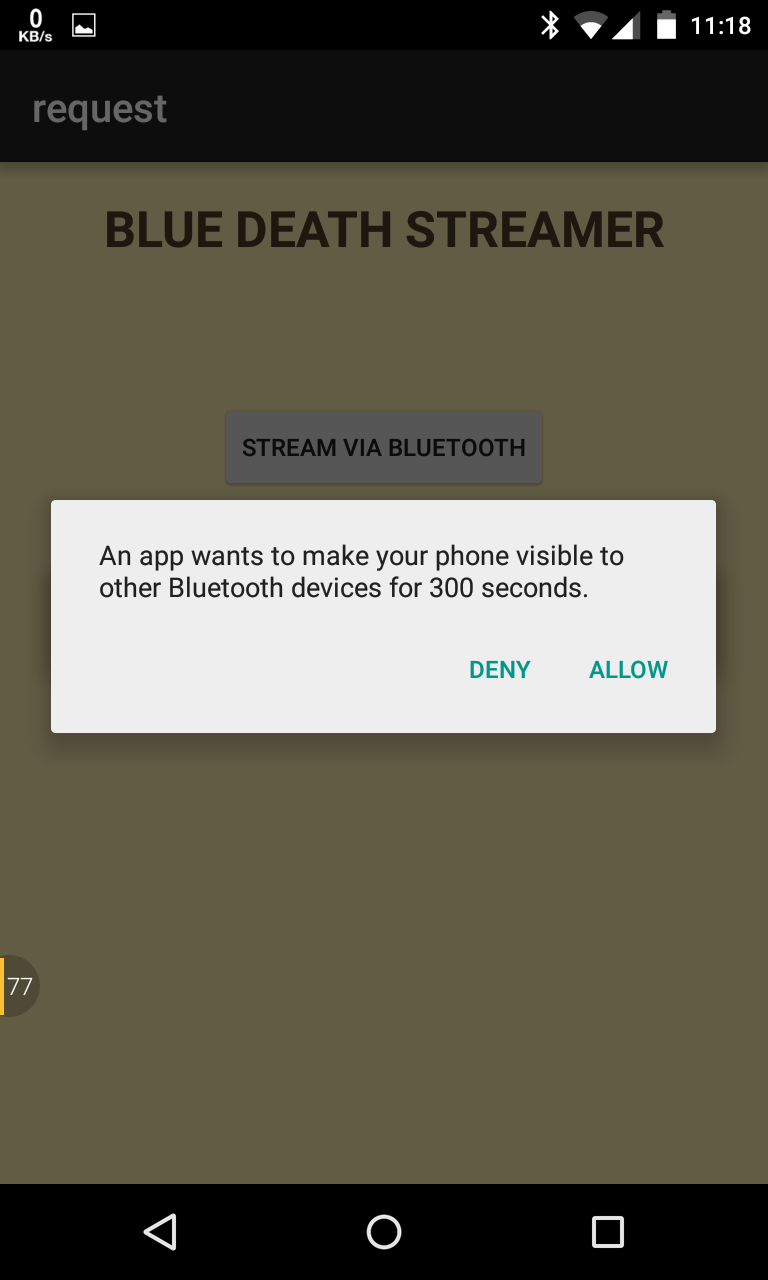 0
KB/s
11:18
request
BLUE DEATH STREAMER
STREAM VIA BLUETOOTH
An app wants to make your phone visible to
other Bluetooth devices for 300 seconds.
DENY ALLOW
77